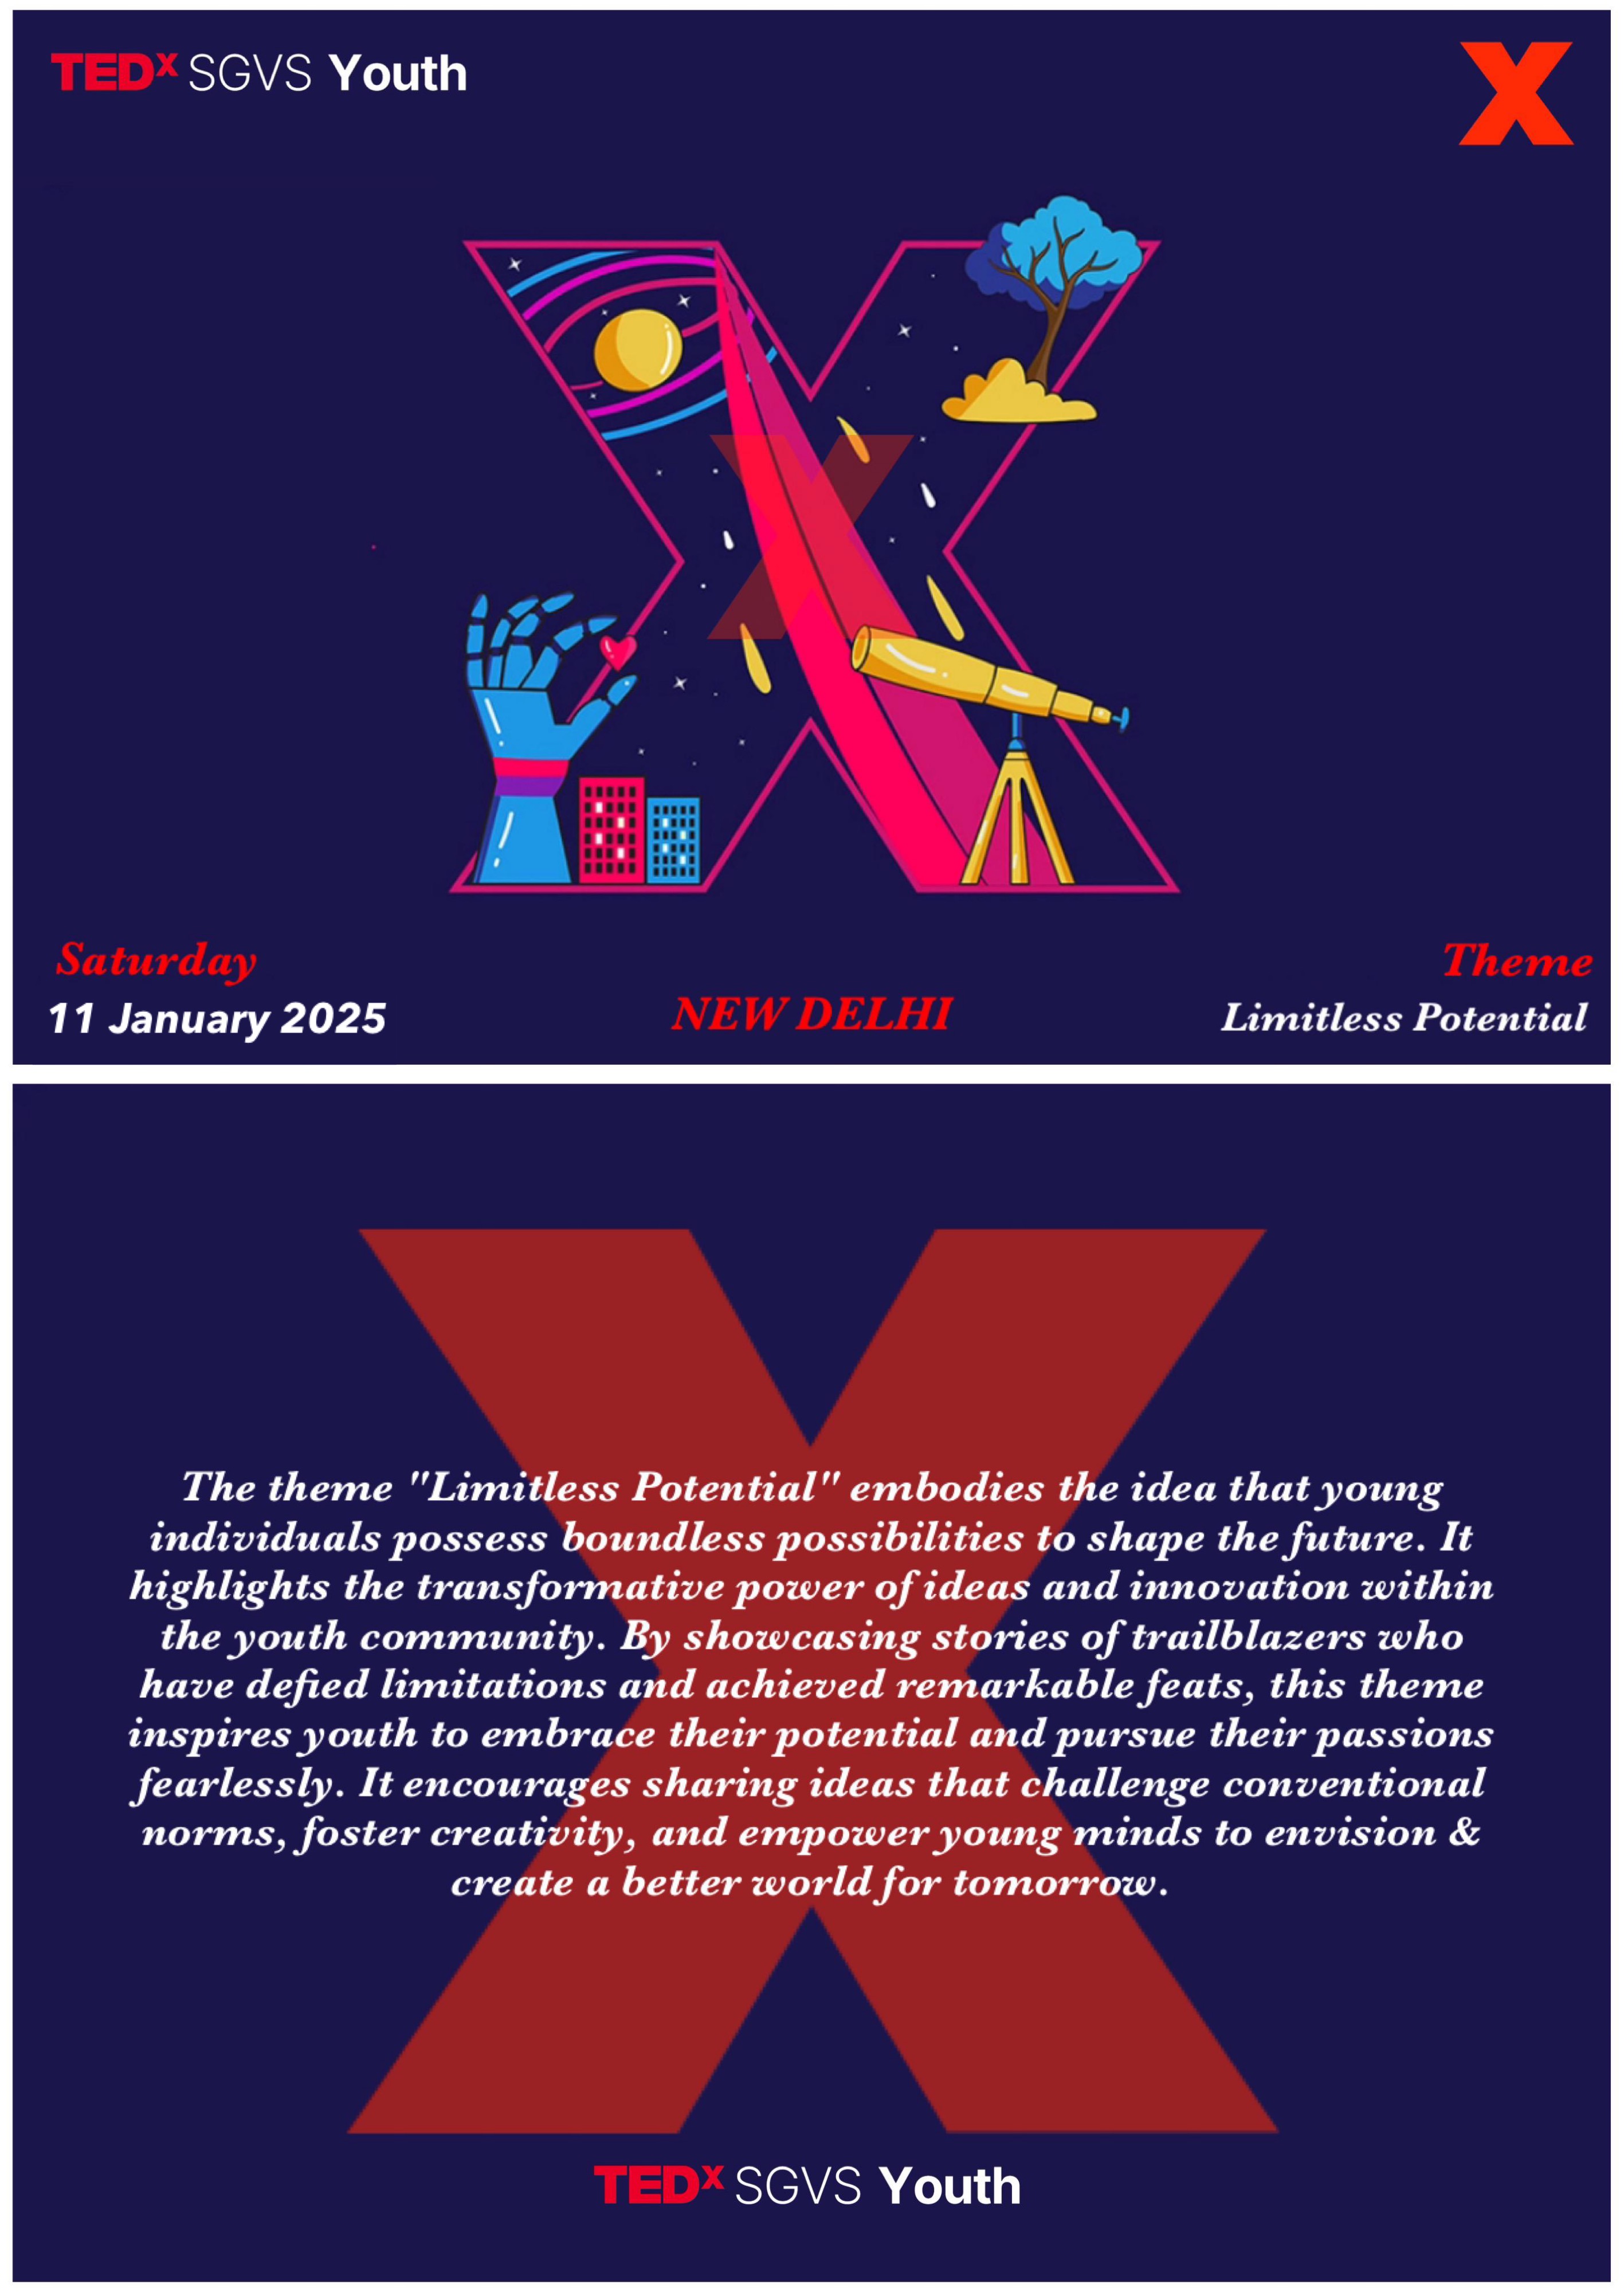 TEDx SGVS Youth
X
Saturday
11 January 2025
NEW DELHI
Theme
Limitless Potential
The theme "Limitless Potential" embodies the idea that young
individuals possess boundless possibilities to shape the future. It
highlights the transformative power of ideas and innovation within
the youth community. By showcasing stories of trailblazers who
have defied limitations and achieved remarkable feats, this theme
inspires youth to embrace their potential and pursue their passions
fearlessly. It encourages sharing ideas that challenge conventional
norms, foster creativity, and empower young minds to envision &
create a better world for tomorrow.
TEDx SGVS Youth